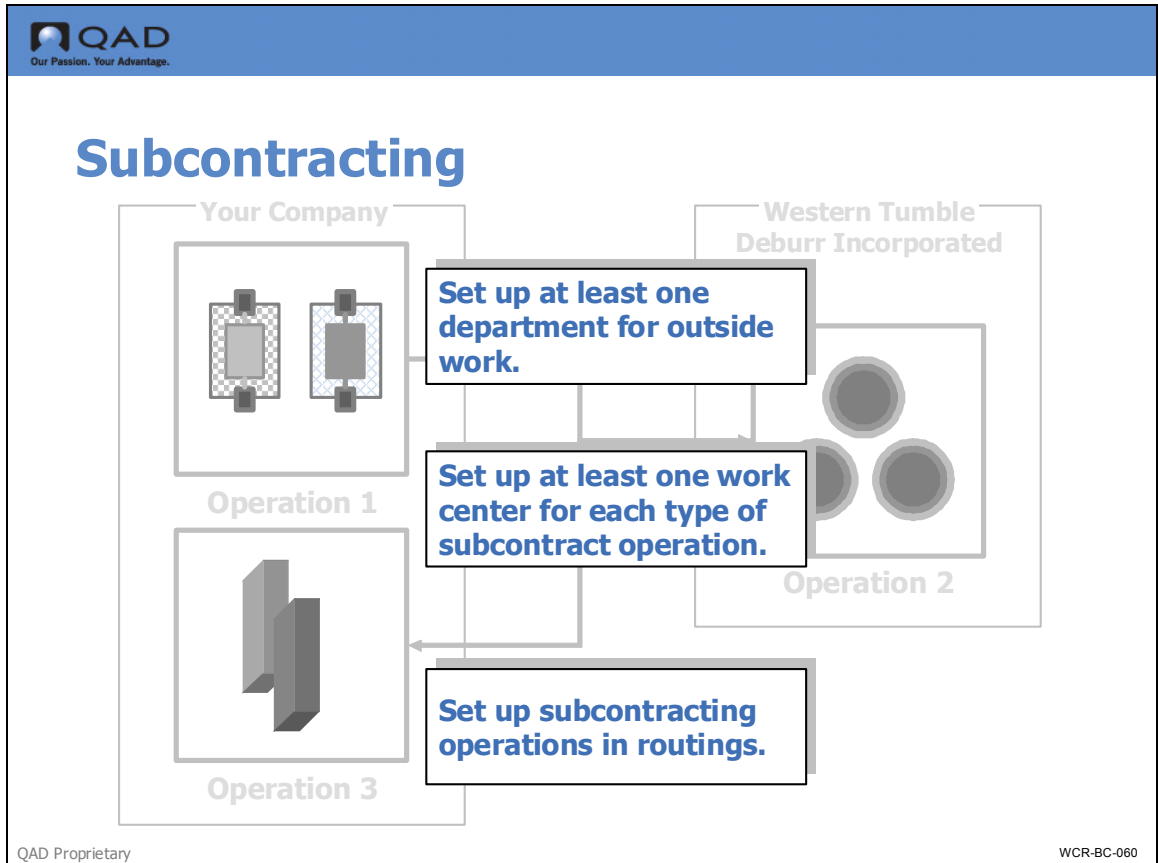 QAD
Our Passion. Your Advantage.
Subcontracting
Your Company
Western Tumble
Deburr Incorporated
Set up at least one
department for outside
work.
Operation 1
Set up at least one work
center for each type of
subcontract operation.
Operation 2
Set up subcontracting
operations in routings.
Operation 3
QAD Proprietary
WCR-BC-060